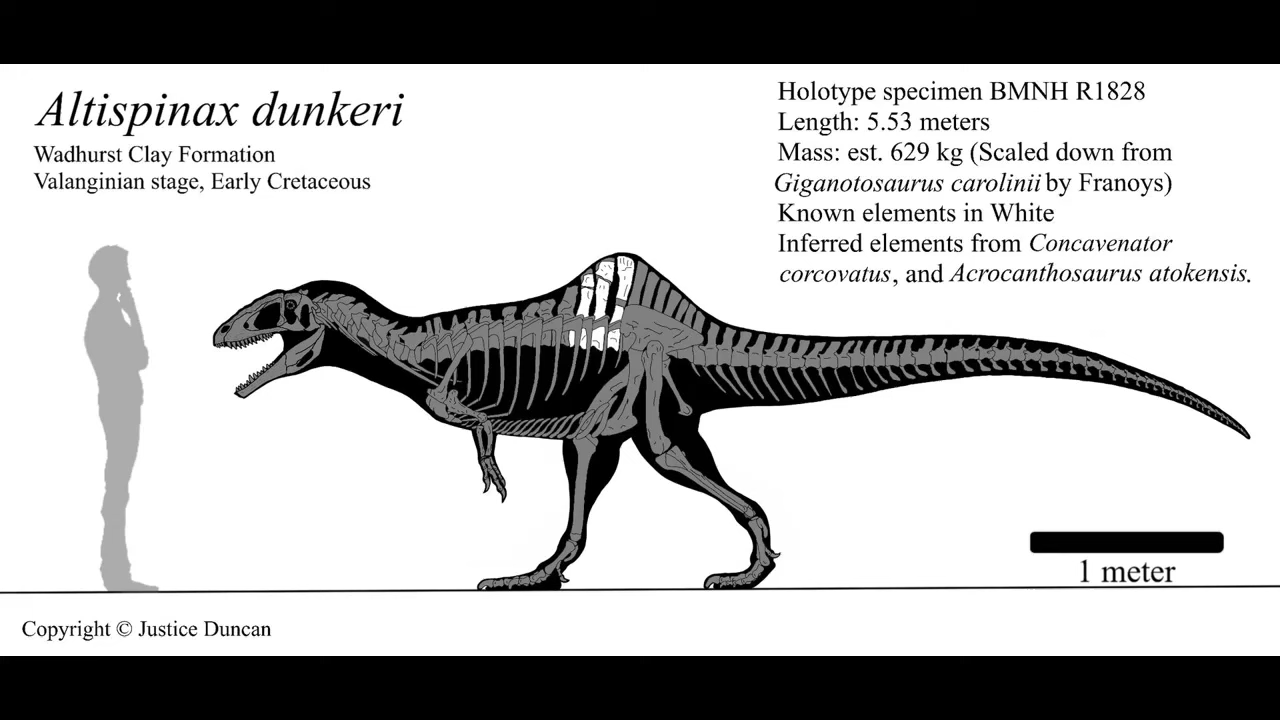 Altispinax dunkeri
Wadhurst Clay Formation
Valanginian stage, Early Cretaceous
Holotype specimen BMNH R1828
Length: 5.53 meters
Mass: est. 629 kg (Scaled down from
Giganotosaurus carolinii by Franoys)
Known elements in White
Inferred elements from Concavenator
corcovatus, and Acrocanthosaurus atokensis.
1 meter
Copyright © Justice Duncan